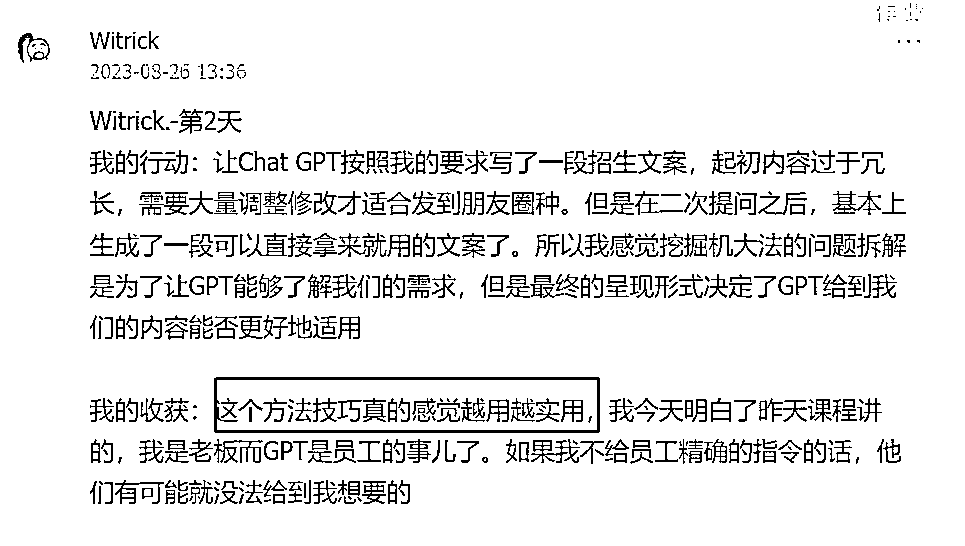 Witrick
2023-08-26 13:36
Witrick.-第2天
我的行动：让Chat GPT按照我的要求写了一段招生文案，起初内容过于冗
长，需要大量调整修改才适合发到朋友圈种。但是在二次提问之后，基本上
生成了一段可以直接拿来就用的文案了。所以我感觉挖掘机大法的问题拆解
是为了让GPT能够了解我们的需求，但是最终的呈现形式决定了GPT给到我
们的内容能否更好地适用
我的收获：这个方法技巧真的感觉越用越实用，我今天明白了昨天课程讲
的，我是老板而GPT是员工的事儿了。如果我不给员工精确的指令的话，他
们有可能就没法给到我想要的